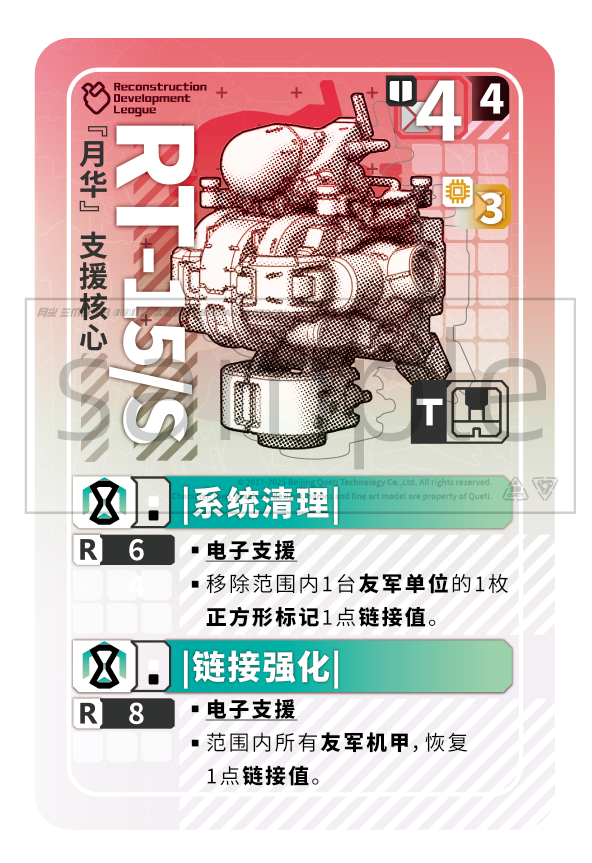 Reconstruction
Development
League
4
4
『月华』 支援核心
RT-15/S
3
T
sample
© 2017-2025 Beijing Queti Technology Co.,Ltd. All rights reserved.
and fine art model are property of Queti.
|系统清理|
R 6
▪电子支援
▪移除范围内1台友军单位的1枚
正方形标记1点链接值。
4
|链接强化|
R 8
▪电子支援
▪范围内所有友军机甲,恢复
1点链接值。